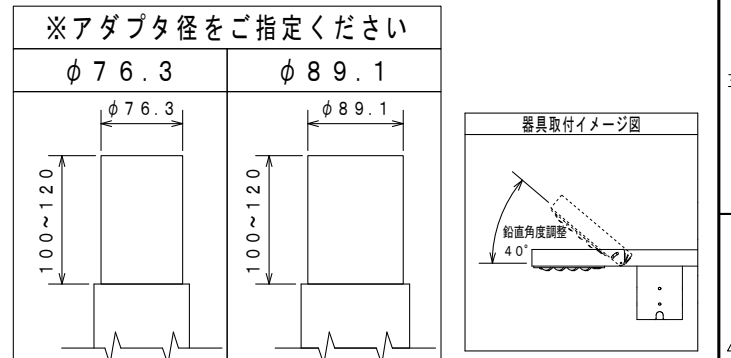 ※アダプタ径をご指定ください
φ76.3
φ89.1
φ76.3
100~120
φ89.1
100~120
器具取付イメージ図
鉛直角度調整
40°